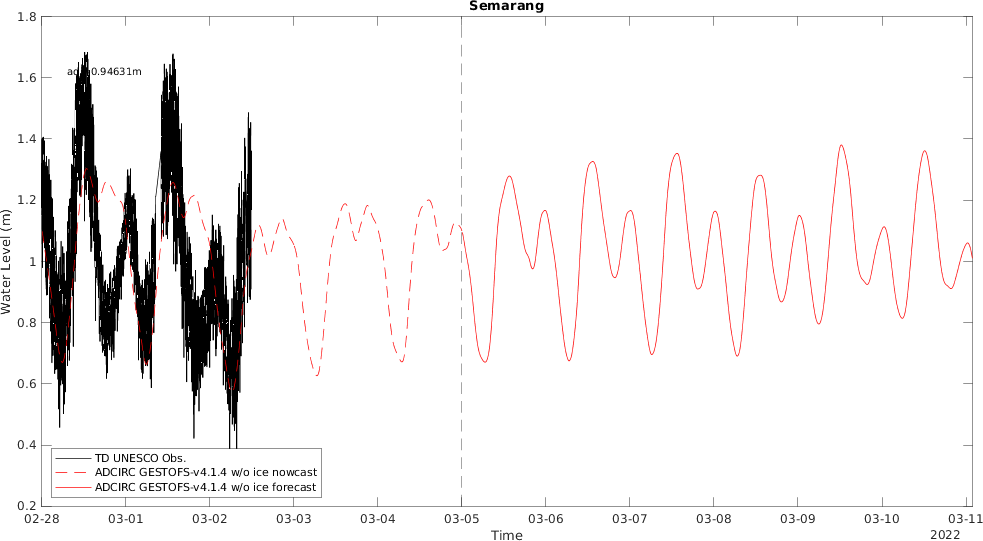 Semarang
1.8
1.6
1.4
1.2
1
0.8
0.6
0.4
0.2
Water Level (m)
0.94631m
TD UNESCO Obs.
ADCIRC GESTOFS-v4.1.4 w/o ice nowcast
ADCIRC GESTOFS-v4.1.4 w/o ice forecast
02-28 03-01 03-02 03-03 03-04 03-05 03-06 03-07 03-08 03-09 03-10 03-11
Time
2022